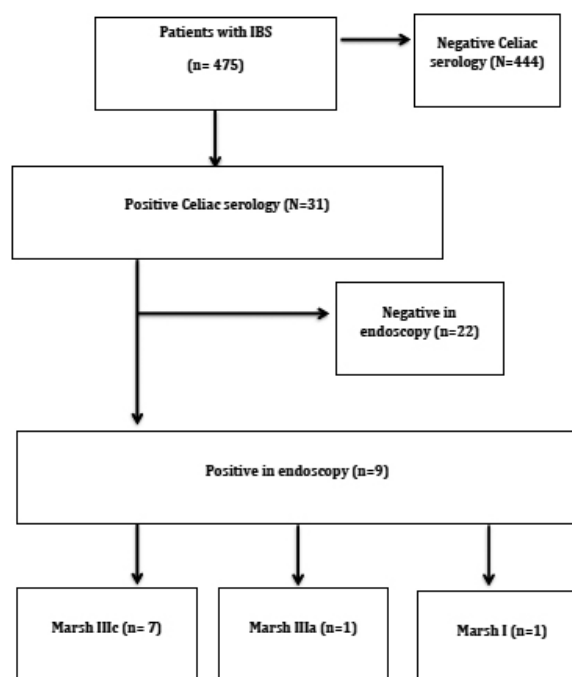 Patients with IBS
(n= 475)
Negative Celiac
serology (N=444)
Positive Celiac serology (N=31)
Negative in
endoscopy (n=22)
Positive in endoscopy (n=9)
Marsh IIIc (n= 7)
Marsh IIIa (n=1)
Marsh I (n=1)